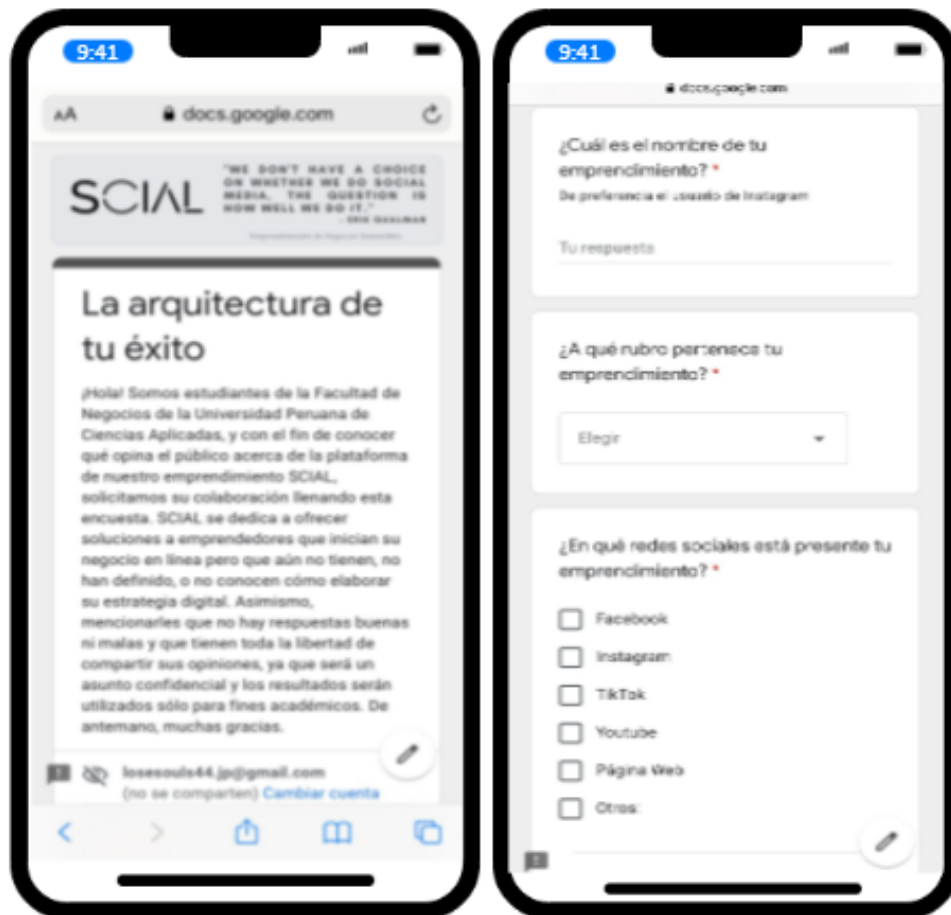 9:41
AA docs.google.com
SCIAL
"WE DON'T HAVE A CHOICE
ON WHETHER WE DO SOCIAL
MEDIA, THE QUESTION IS
HOW WELL WE DO IT."
- ERIK QUALMAN
La arquitectura de
tu éxito
¡Hola! Somos estudiantes de la Facultad de
Negocios de la Universidad Peruana de
Ciencias Aplicadas, y con el fin de conocer
qué opina el público acerca de la plataforma
de nuestro emprendimiento SCIAL,
solicitamos su colaboración llenando esta
encuesta. SCIAL se dedica a ofrecer
soluciones a emprendedores que inician su
negocio en línea pero que aún no tienen, no
han definido, o no conocen cómo elaborar
su estrategia digital. Asimismo,
mencionarles que no hay respuestas buenas
ni malas y que tienen toda la libertad de
compartir sus opiniones, ya que será un
asunto confidencial y los resultados serán
utilizados sólo para fines académicos. De
antemano, muchas gracias.
losesouls44.jp@gmail.com
(no se comparten) Cambiar cuenta
9:41
docs.google.com
¿Cuál es el nombre de tu
emprendimiento? *
De preferencia el usuario de Instagram
Tu respuesta
¿A qué rubro pertenece tu
emprendimiento? *
Elegir
¿En qué redes sociales está presente tu
emprendimiento? *
Facebook
Instagram
TikTok
Youtube
Página Web
Otros: